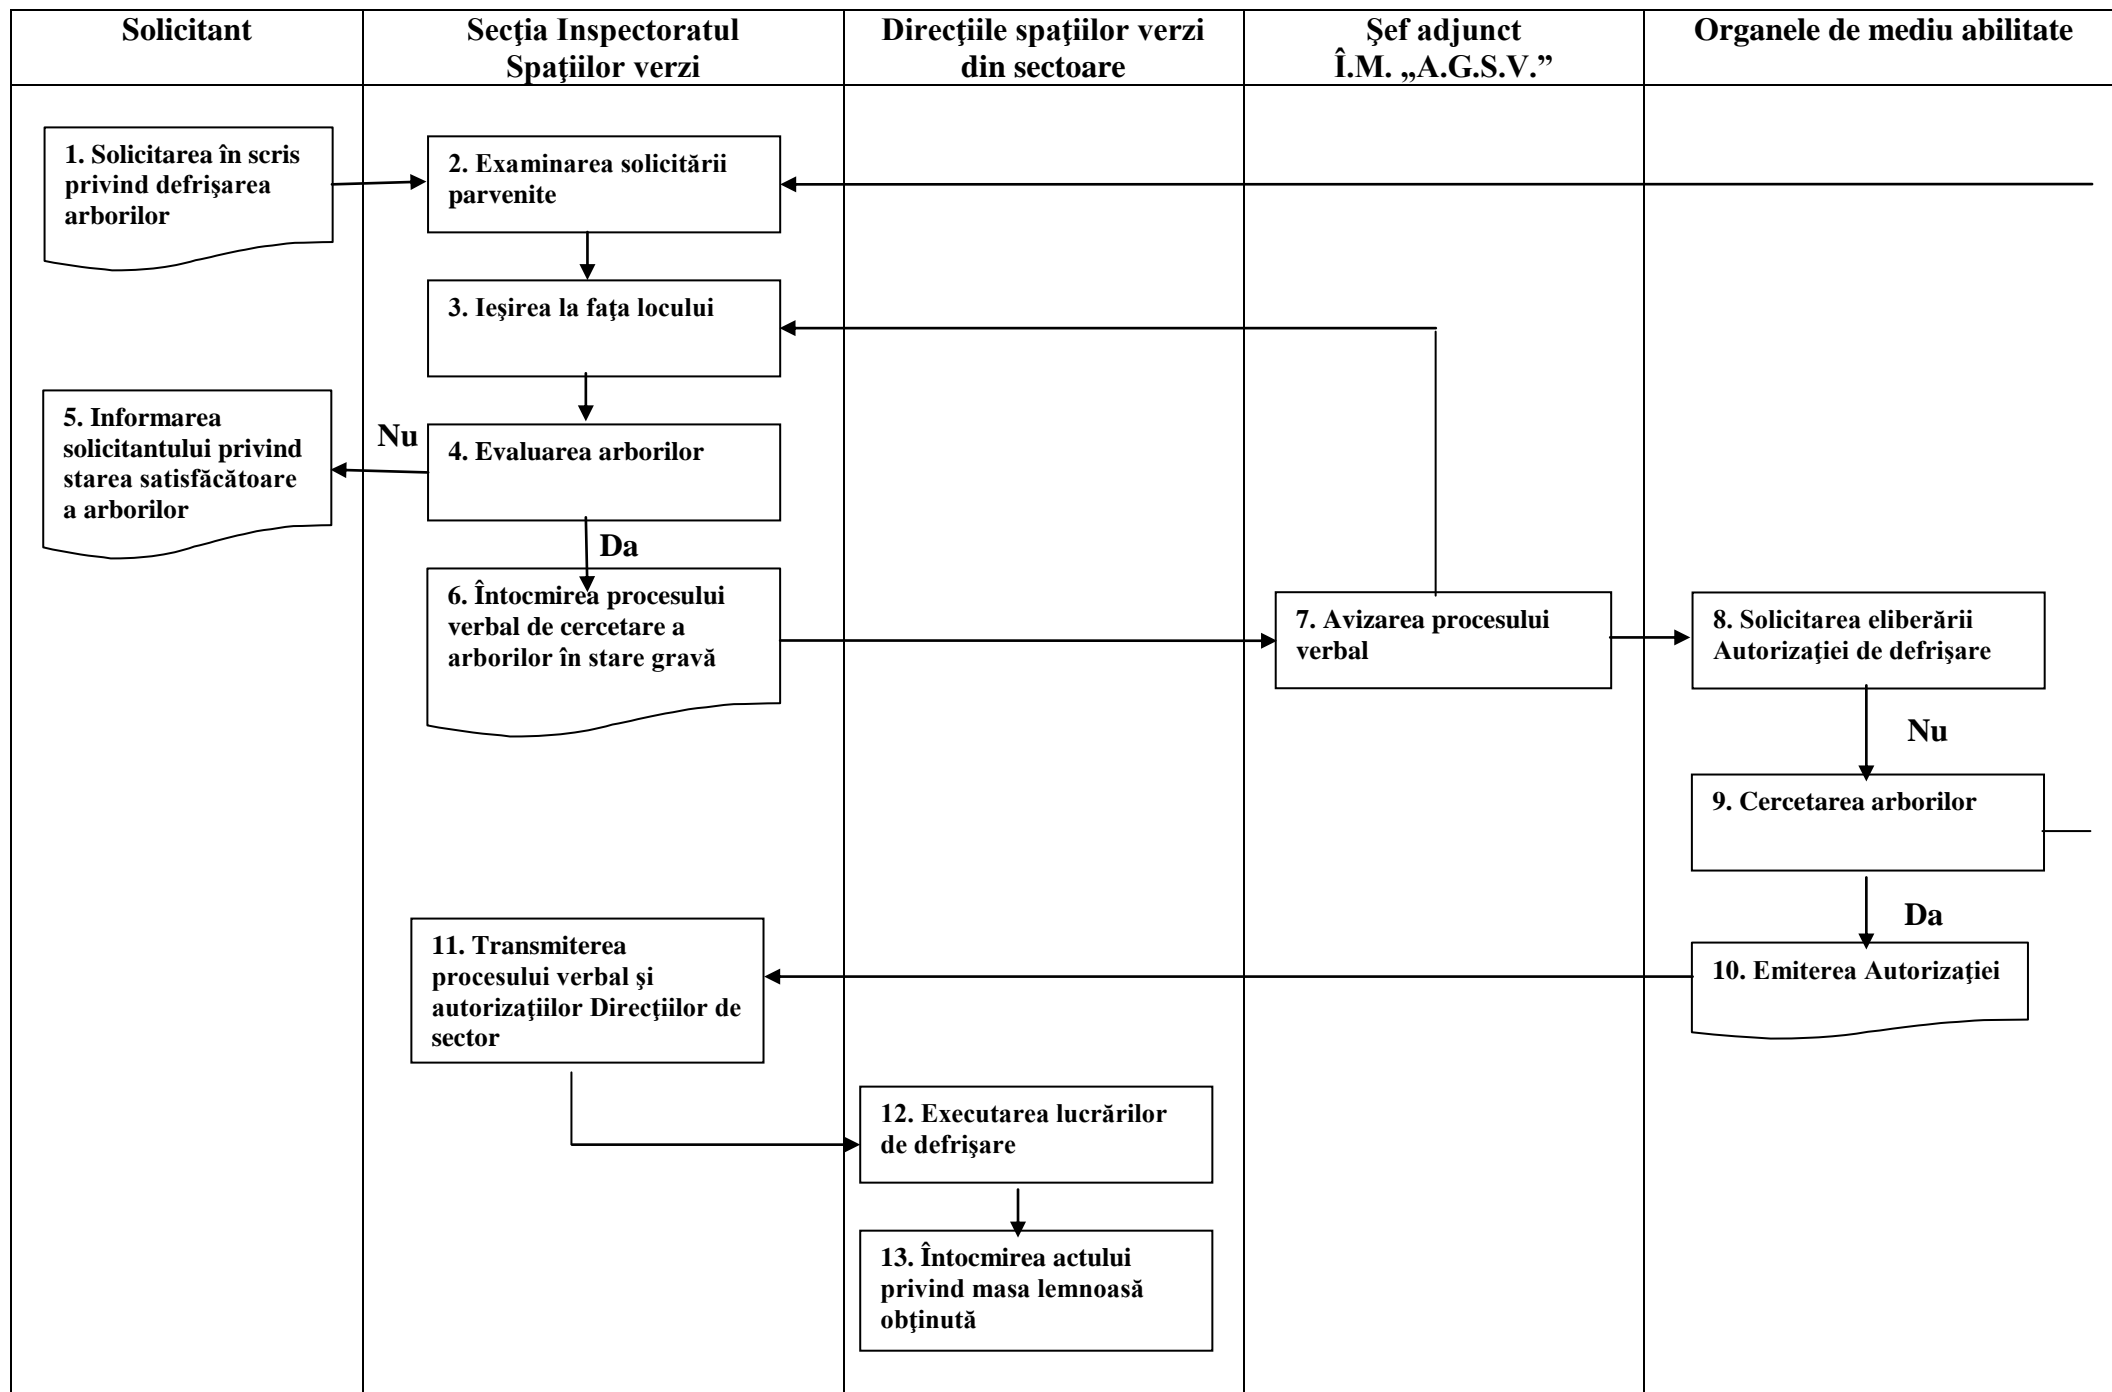 Solicitant
Secţia Inspectoratul
Spaţiilor verzi
Direcţiile spaţiilor verzi
din sectoare
Şef adjunct
Î.M. „A.G.S.V.”
Organele de mediu abilitate
1. Solicitarea în scris
privind defrişarea
arborilor
2. Examinarea solicitării
parvenite
3. Ieşirea la faţa locului
5. Informarea
solicitantului privind
starea satisfăcătoare
a arborilor
Nu
4. Evaluarea arborilor
Da
6. Întocmirea procesului
verbal de cercetare a
arborilor în stare gravă
7. Avizarea procesului
verbal
8. Solicitarea eliberării
Autorizaţiei de defrişare
Nu
9. Cercetarea arborilor
Da
10. Emiterea Autorizaţiei
11. Transmiterea
procesului verbal şi
autorizaţiilor Direcţiilor de
sector
12. Executarea lucrărilor
de defrişare
13. Întocmirea actului
privind masa lemnoasă
obţinută